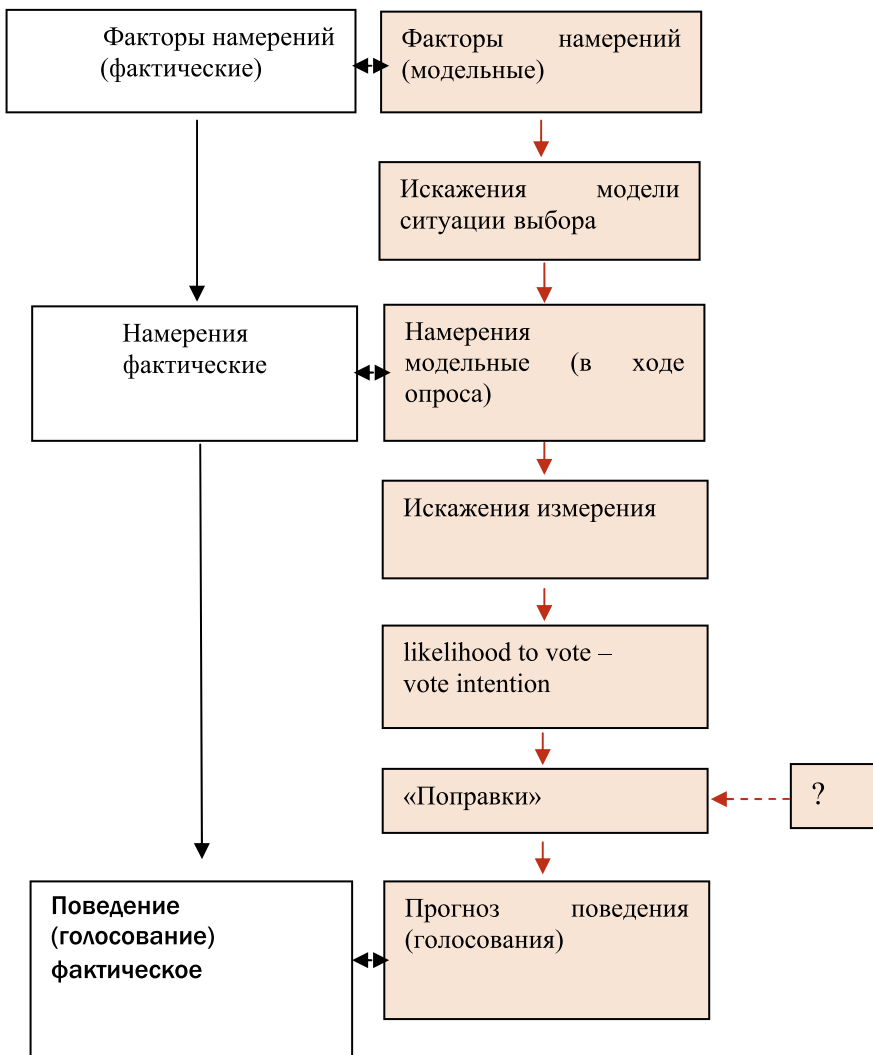 Факторы намерений
(фактические)
Факторы намерений
(модельные)
Искажения модели
ситуации выбора
Намерения
фактические
Намерения
модельные (в ходе
опроса)
Искажения измерения
likelihood to vote –
vote intention
«Поправки»
?
Поведение
(голосование)
фактическое
Прогноз поведения
(голосования)